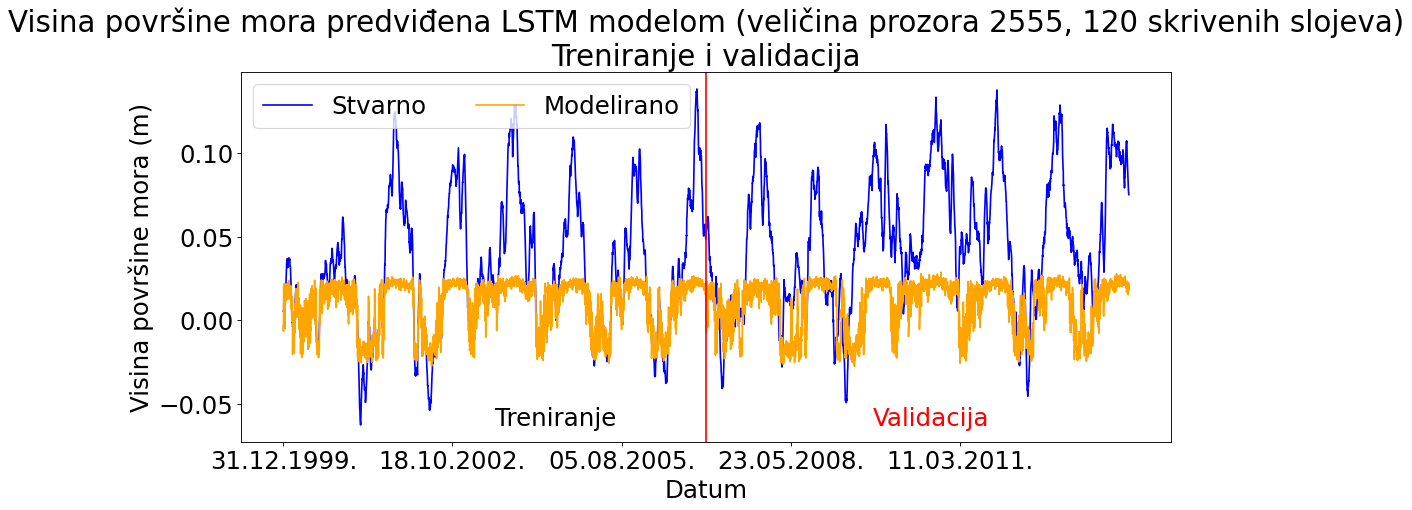 Visina površine mora predviđena LSTM modelom (veličina prozora 2555, 120 skrivenih slojeva)
Treniranje i validacija
Stvarno Modelirano
Visina površine mora (m)
0.10
0.05
0.00
−0.05
Treniranje Validacija
31.12.1999. 18.10.2002. 05.08.2005. 23.05.2008. 11.03.2011.
Datum